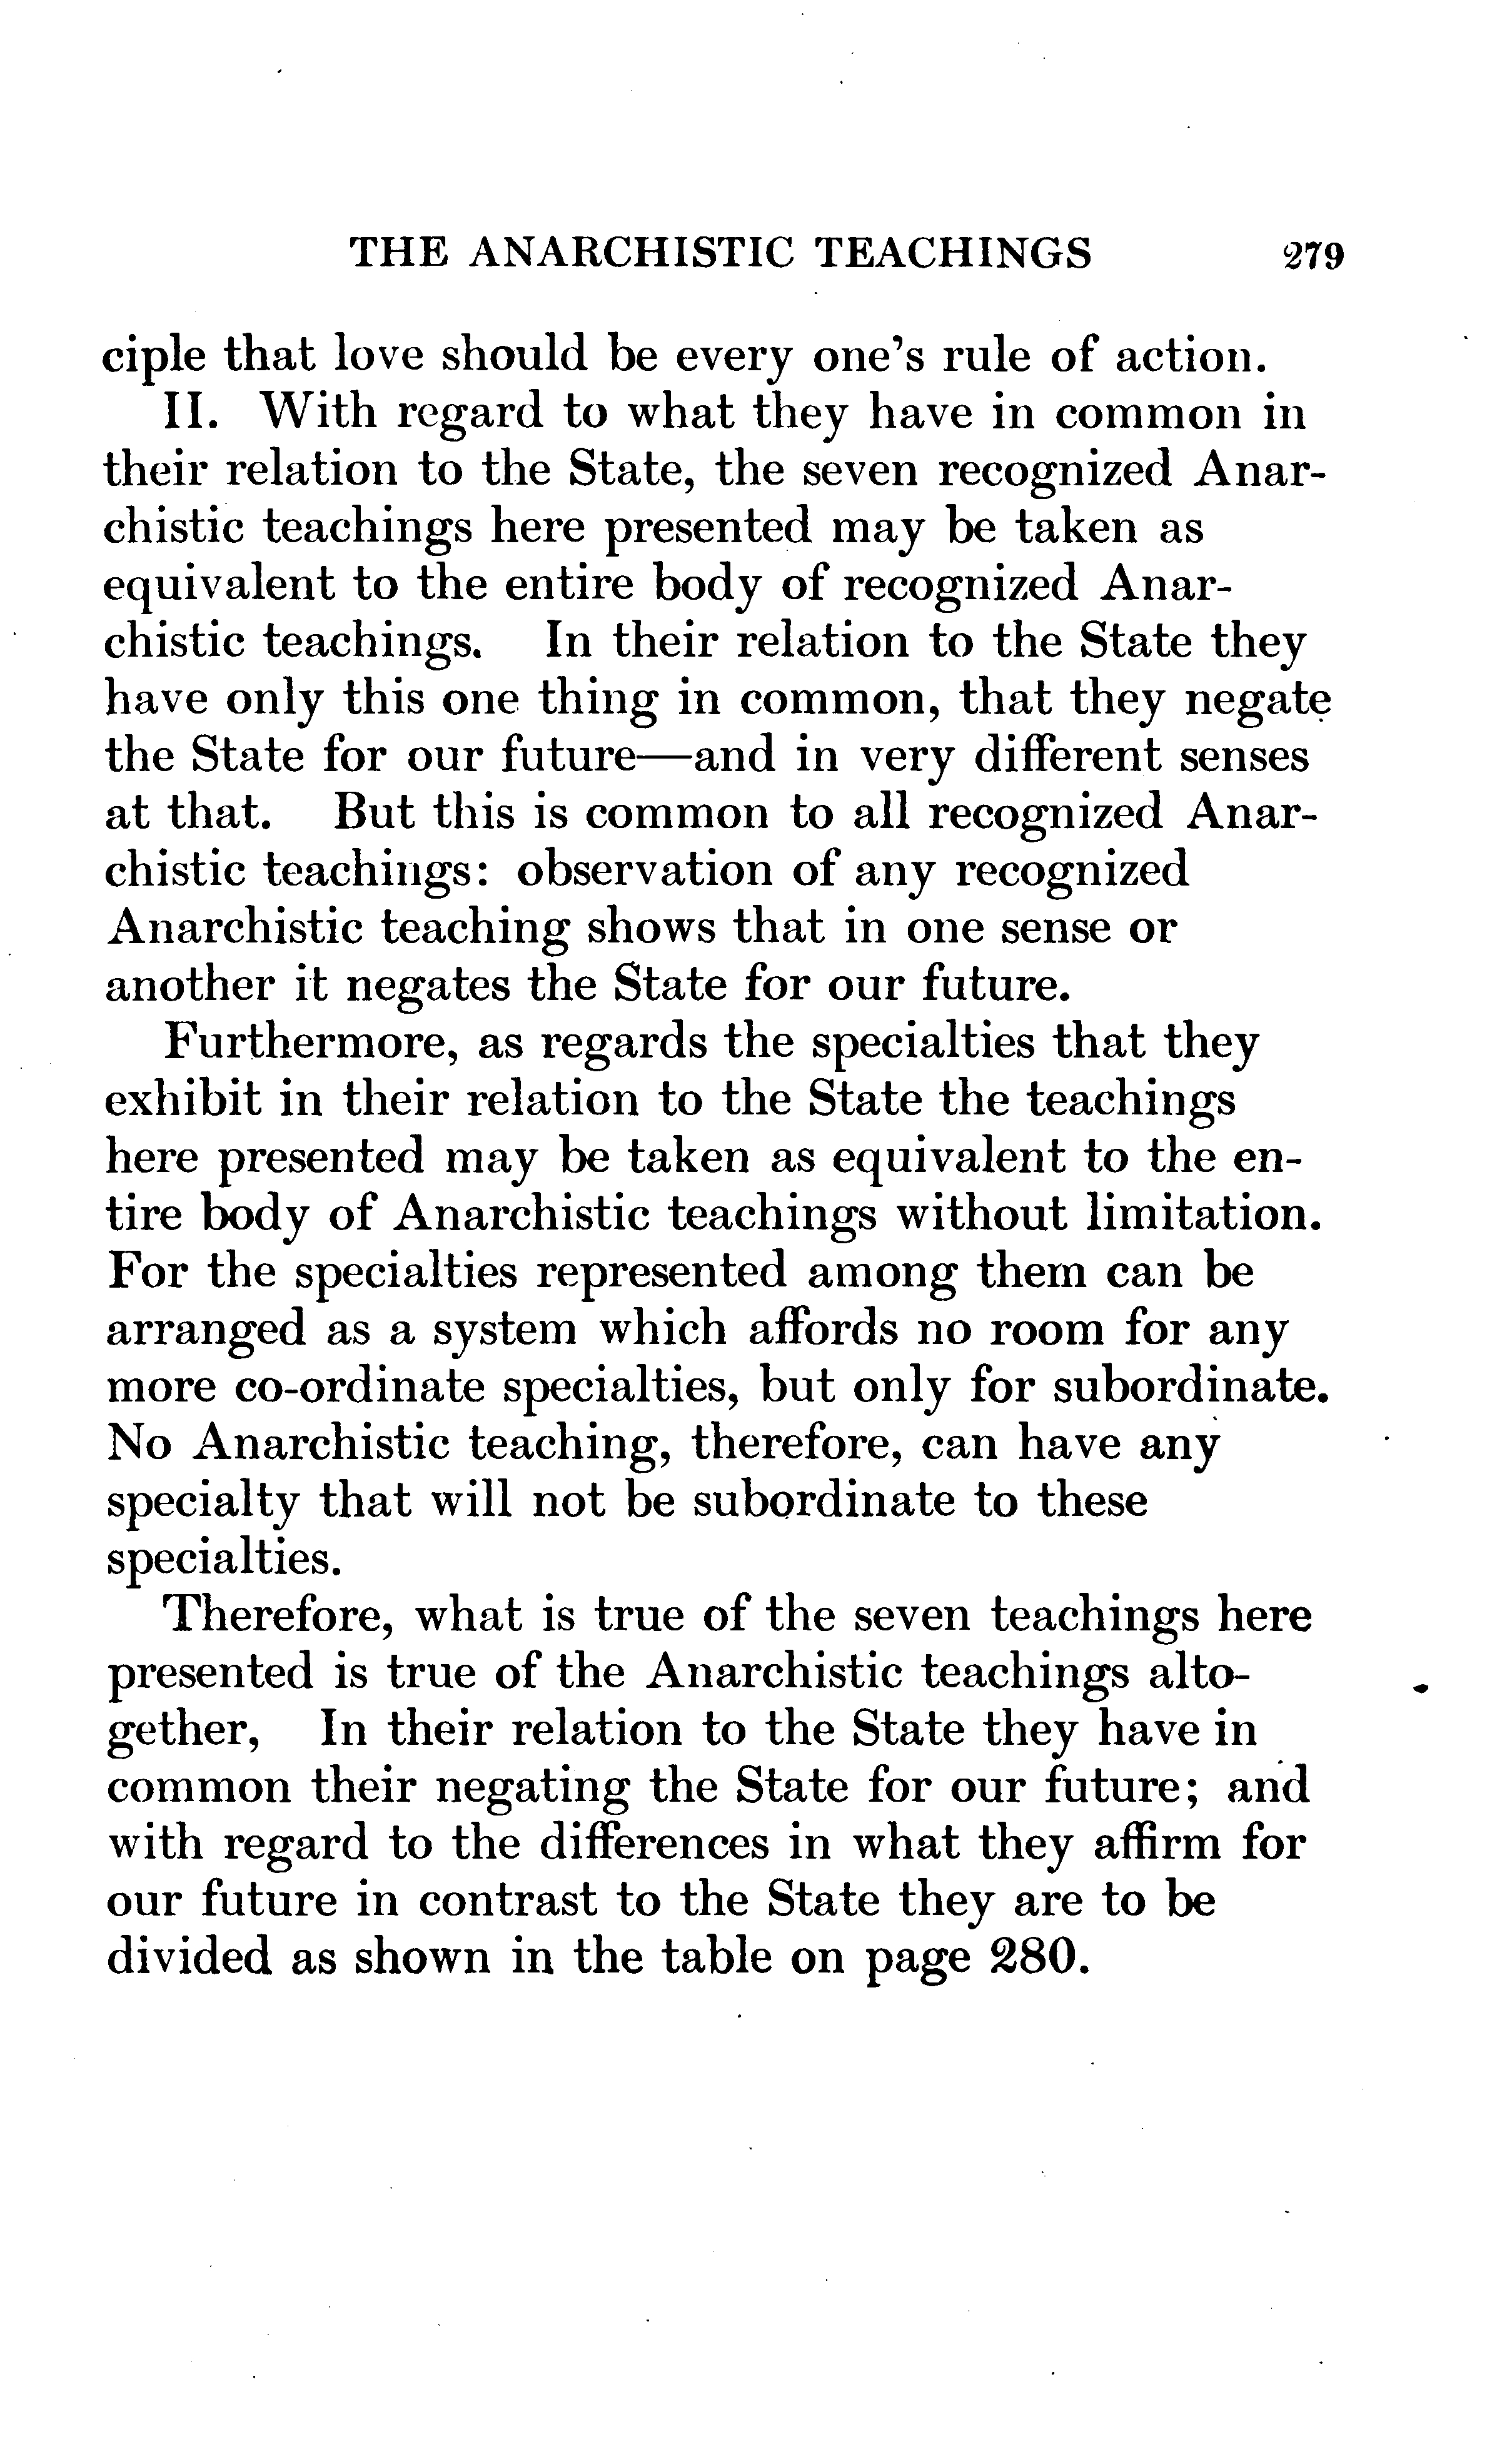 THE ANARCHISTIC TEACHINGS 279
ciple that love should be every one's rule of action.
II. With regard to what they have in common in
their relation to the State, the seven recognized Anar-
chistic teachings here presented may be taken as
equivalent to the entire body of recognized Anar-
chistic teachings. In their relation to the State they
have only this one thing in common, that they negate
the State for our future—and in very different senses
at that. But this is common to all recognized Anar-
chistic teachings: observation of any recognized
Anarchistic teaching shows that in one sense or
another it negates the State for our future.
Furthermore, as regards the specialties that they
exhibit in their relation to the State the teachings
here presented may be taken as equivalent to the en-
tire body of Anarchistic teachings without limitation.
For the specialties represented among them can be
arranged as a system which affords no room for any
more co-ordinate specialties, but only for subordinate.
No Anarchistic teaching, therefore, can have any
specialty that will not be subordinate to these
specialties.
Therefore, what is true of the seven teachings here
presented is true of the Anarchistic teachings alto-
gether, In their relation to the State they have in
common their negating the State for our future; and
with regard to the differences in what they affirm for
our future in contrast to the State they are to be
divided as shown in the table on page 280.